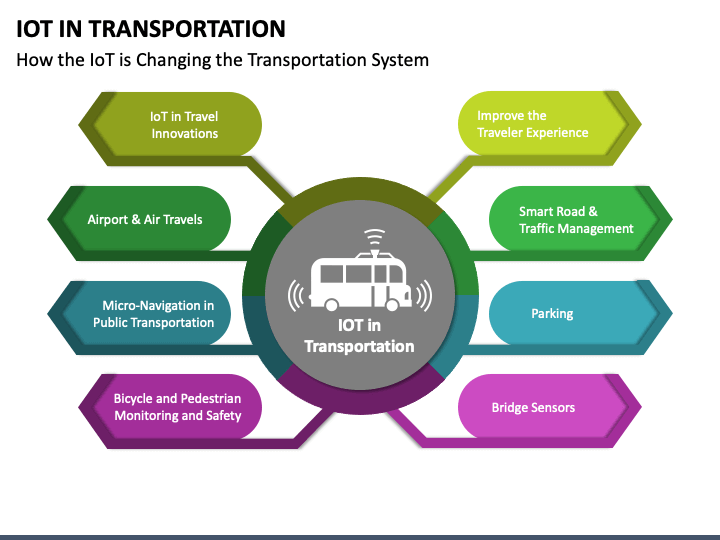 IOT IN TRANSPORTATION
How the IoT is Changing the Transportation System
IoT in Travel
Innovations
Improve the
Traveler Experience
Airport & Air Travels
Smart Road &
Traffic Management
Micro-Navigation in
Public Transportation
Parking
Bicycle and Pedestrian
Monitoring and Safety
Bridge Sensors
IOT in
Transportation